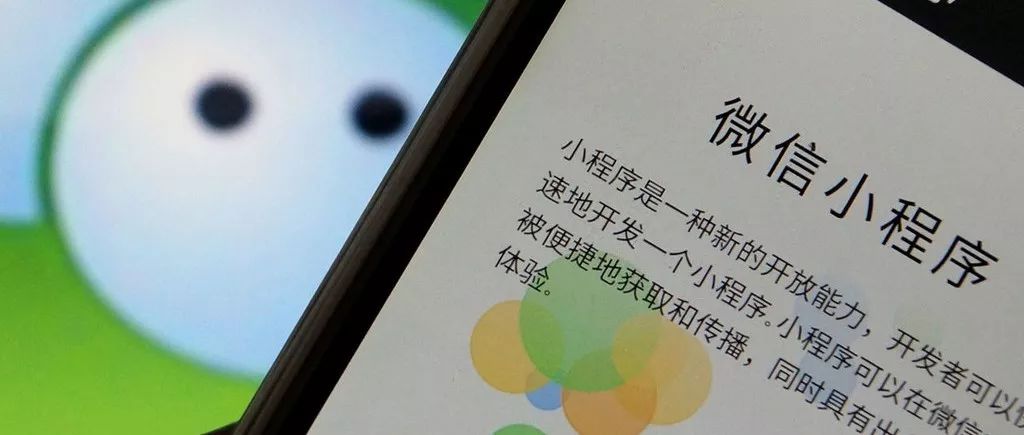 微信小程序
小程序是一种新的开放能力，开发者可以快
速地开发一个小程序。小程序可以在微信
被便捷地获取和传播，同时具有出
体验。